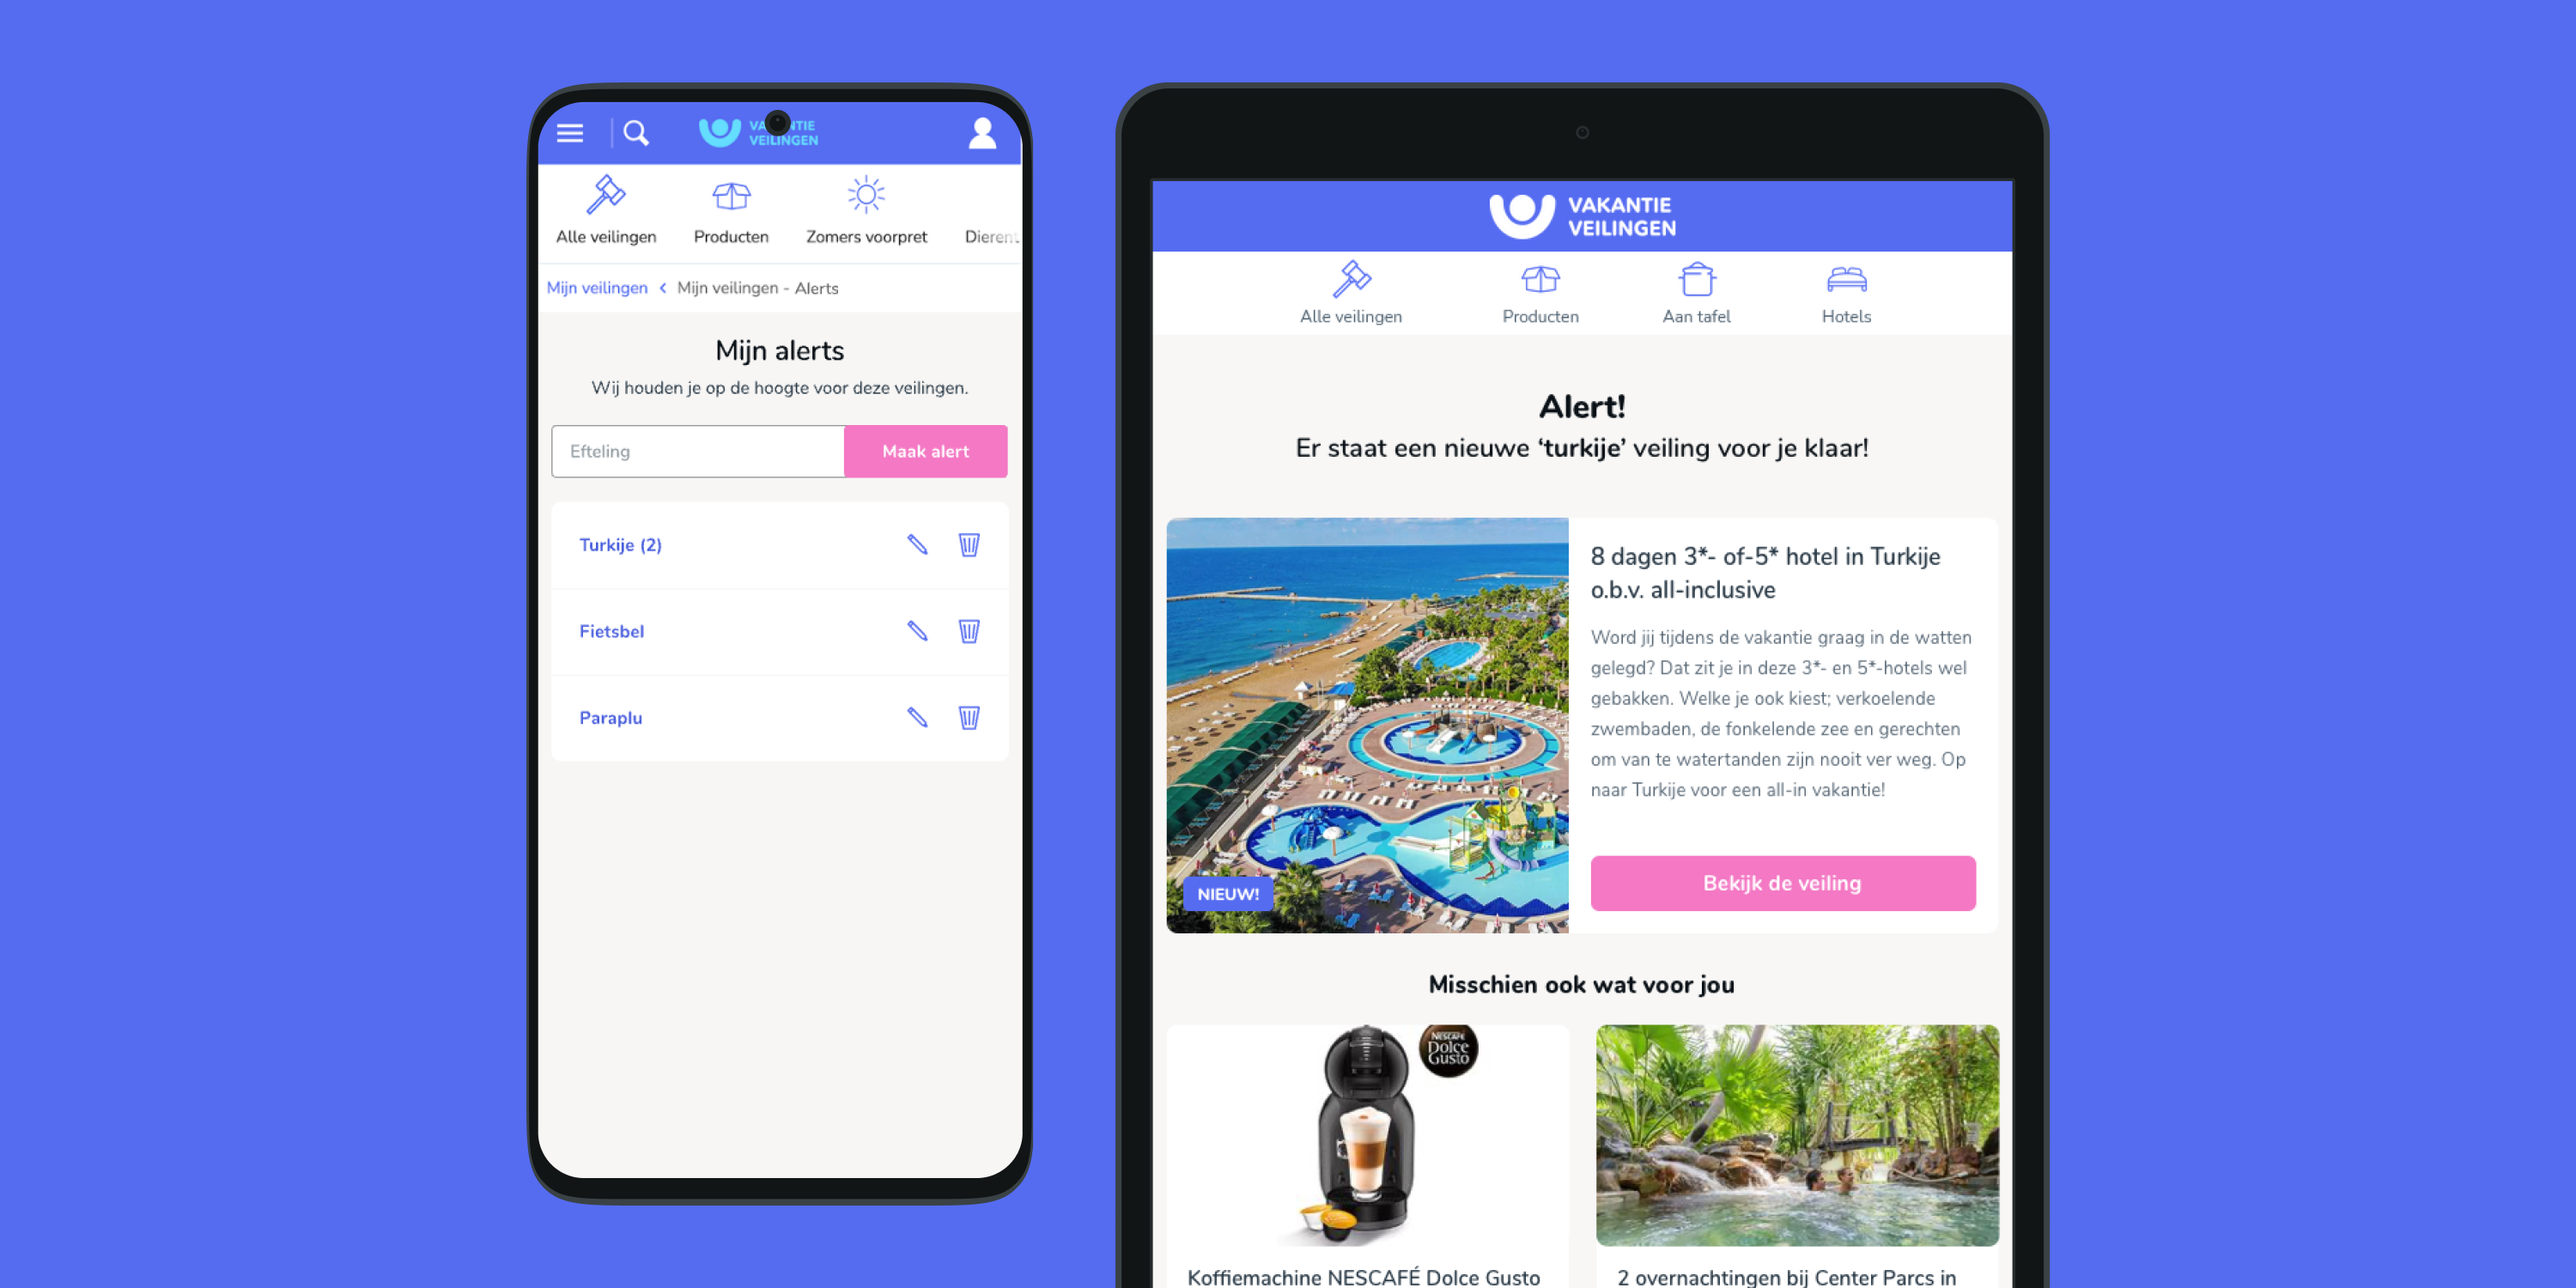 VAKANTIE
VEILINGEN
Alle veilingen
Producten
Zomers voorpret
Dierent
Mijn veilingen
Mijn veilingen - Alerts
Mijn alerts
Wij houden je op de hoogte voor deze veilingen.
Efteling
Maak alert
Turkije (2)
Fietsbel
Paraplu
VAKANTIE
VEILINGEN
Alle veilingen
Producten
Aan tafel
Hotels
Alert!
Er staat een nieuwe ‘turkije’ veiling voor je klaar!
NIEUW!
8 dagen 3*- of-5* hotel in Turkije
o.b.v. all-inclusive
Word jij tijdens de vakantie graag in de watten
gelegd? Dat zit je in deze 3*- en 5*-hotels wel
gebakken. Welke je ook kiest; verkoelende
zwembaden, de fonkelende zee en gerechten
om van te watertanden zijn nooit ver weg. Op
naar Turkije voor een all-in vakantie!
Bekijk de veiling
Misschien ook wat voor jou
NESCAFÉ
Dolce
Gusto
Koffiemachine NESCAFÉ Dolce Gusto
2 overnachtingen bij Center Parcs in